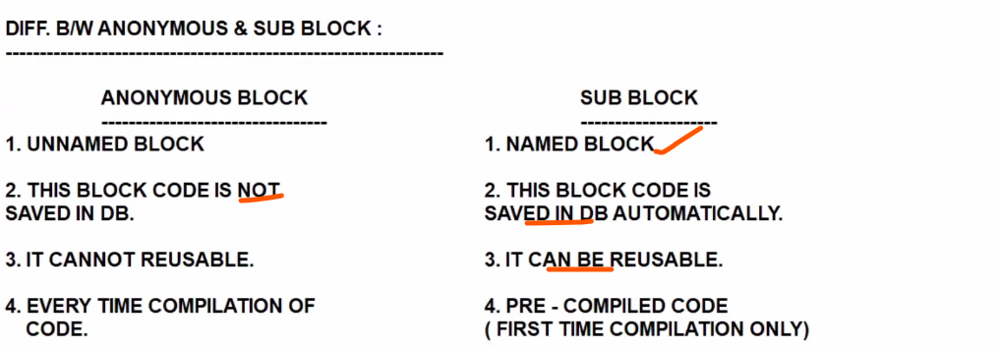 DIFF. B/W ANONYMOUS & SUB BLOCK :
----------------------------------------------------------------
ANONYMOUS BLOCK
---------------------------------
1. UNNAMED BLOCK
2. THIS BLOCK CODE IS NOT
SAVED IN DB.
3. IT CANNOT REUSABLE.
4. EVERY TIME COMPILATION OF
CODE.
SUB BLOCK
--------------------
1. NAMED BLOCK
2. THIS BLOCK CODE IS
SAVED IN DB AUTOMATICALLY.
3. IT CAN BE REUSABLE.
4. PRE - COMPILED CODE
( FIRST TIME COMPILATION ONLY)